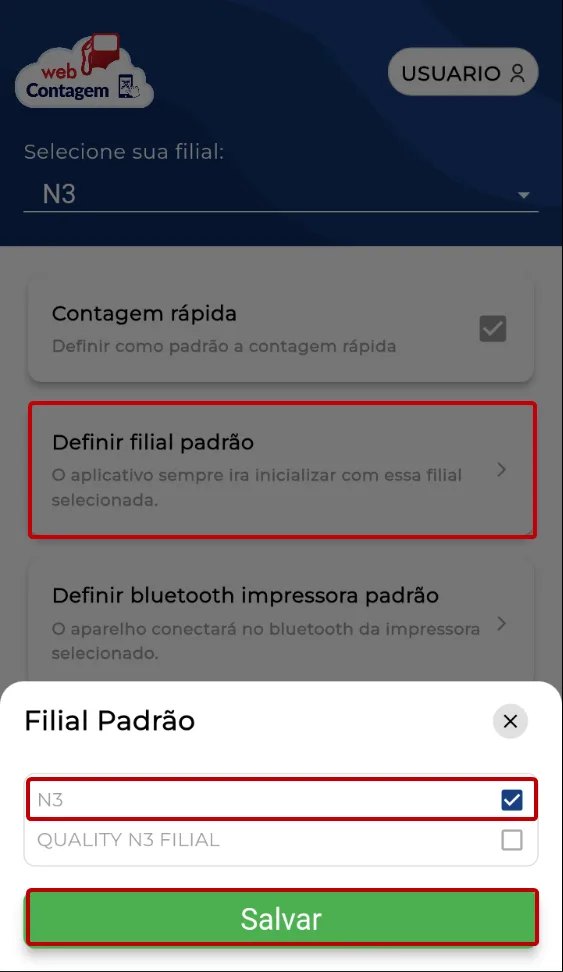 web
Contagem
USUARIO
Selecione sua filial:
N3
Contagem rápida
Definir como padrão a contagem rápida
Definir filial padrão
O aplicativo sempre ira inicializar com essa filial
selecionada.
Definir bluetooth impressora padrão
O aparelho conectará no bluetooth da impressora
selecionado.
Filial Padrão
N3
QUALITY N3 FILIAL
Salvar